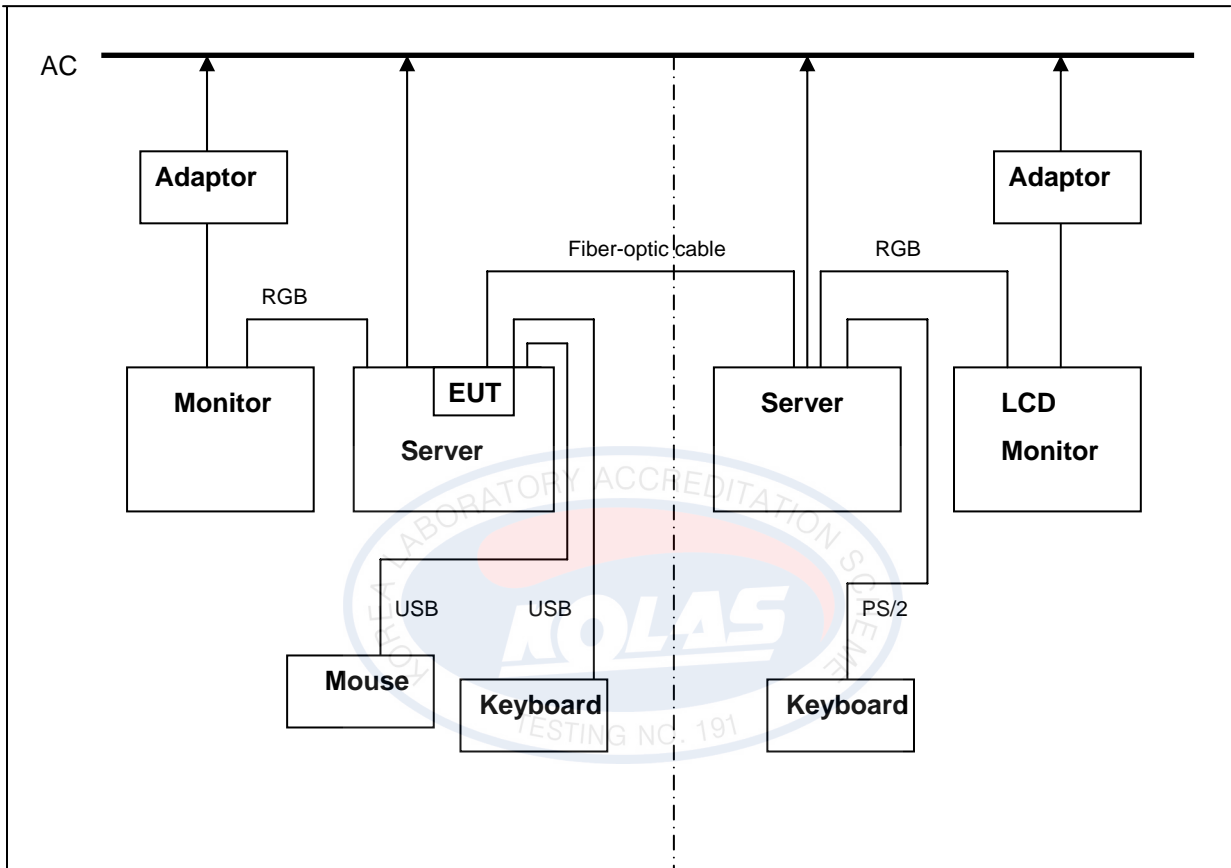 AC
Adaptor
Adaptor
Fiber-optic cable
RGB
RGB
Monitor
EUT
Server
Server
LCD
Monitor
KOREA LABORATORY ACCREDITATION SCHEME
KOLAS
TESTING NO. 191
USB
USB
PS/2
Mouse
Keyboard
Keyboard